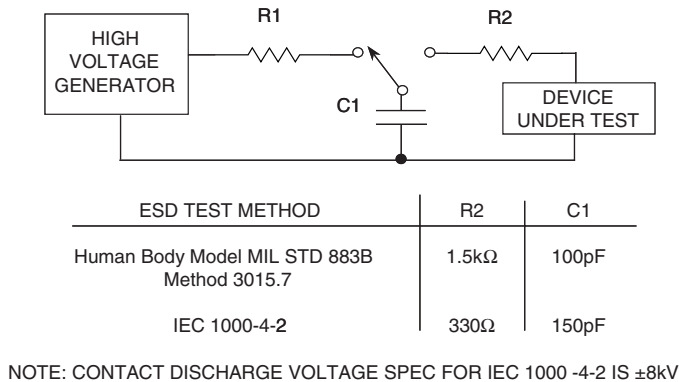 R1
R2
HIGH
VOLTAGE
GENERATOR
C1
DEVICE
UNDER TEST
ESD TEST METHOD R2 C1
Human Body Model MIL STD 883B 1.5kΩ 100pF
Method 3015.7
IEC 1000-4-2 330Ω 150pF
NOTE: CONTACT DISCHARGE VOLTAGE SPEC FOR IEC 1000 -4-2 IS ±8kV